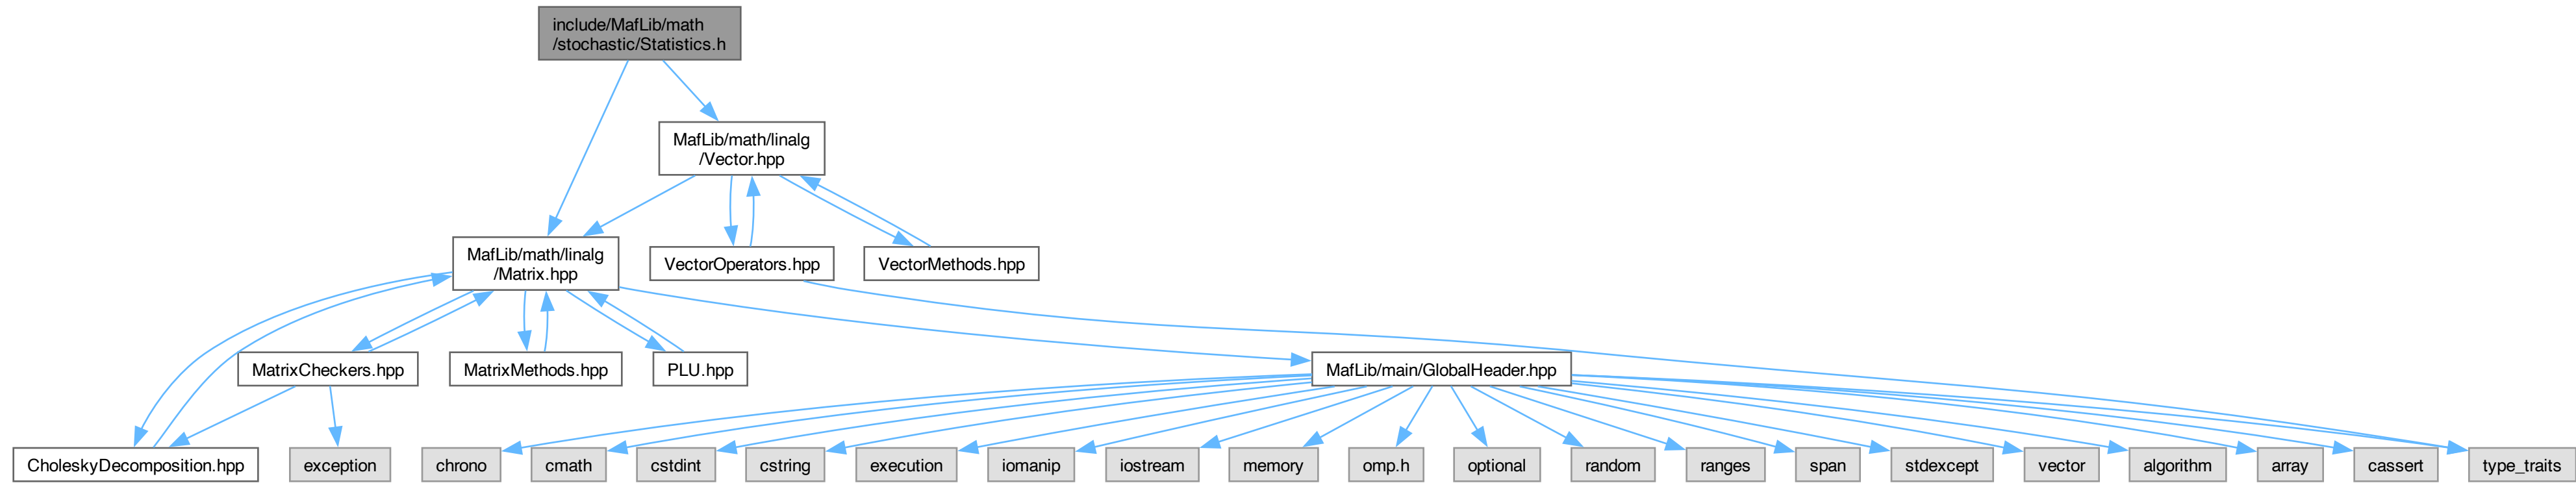 include/MafLib/math
/stochastic/Statistics.h
MafLib/math/linalg
/Vector.hpp
MafLib/math/linalg
/Matrix.hpp
VectorOperators.hpp
VectorMethods.hpp
MatrixCheckers.hpp
MatrixMethods.hpp
PLU.hpp
MafLib/main/GlobalHeader.hpp
CholeskyDecomposition.hpp
exception
chrono
cmath
cstdint
cstring
execution
iomanip
iostream
memory
omp.h
optional
random
ranges
span
stdexcept
vector
algorithm
array
cassert
type_traits